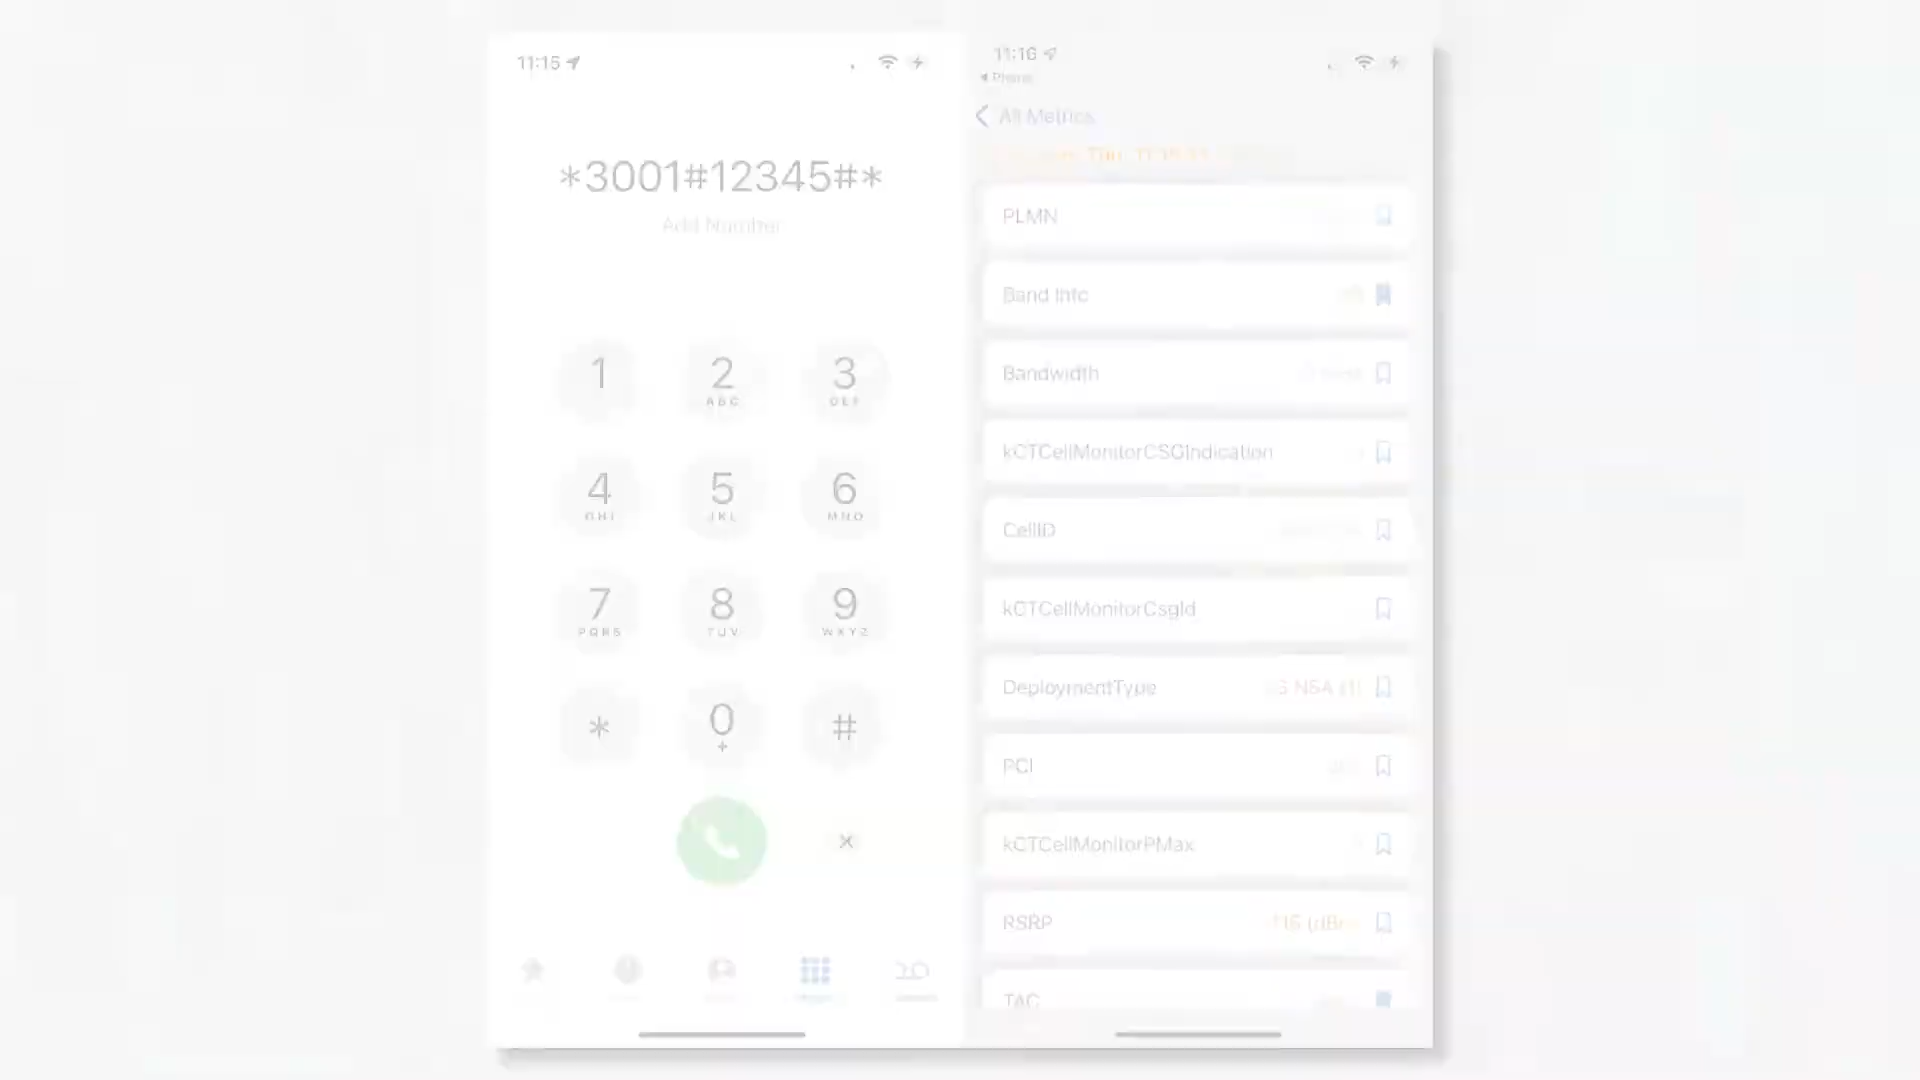 11:15
*3001#12345#*
Add Number
1
2
ABC
3
DEF
4
GHI
5
JKL
6
MNO
7
PQRS
8
TUV
9
WXYZ
*
0
+
#
11:16
Phone
All Metrics
PLMN
Band Info
Bandwidth
kCTCellMonitorCSGIndication
CellID
kCTCellMonitorCsgId
DeploymentType
NSA (1)
PCI
kCTCellMonitorPMax
RSRP
TAC